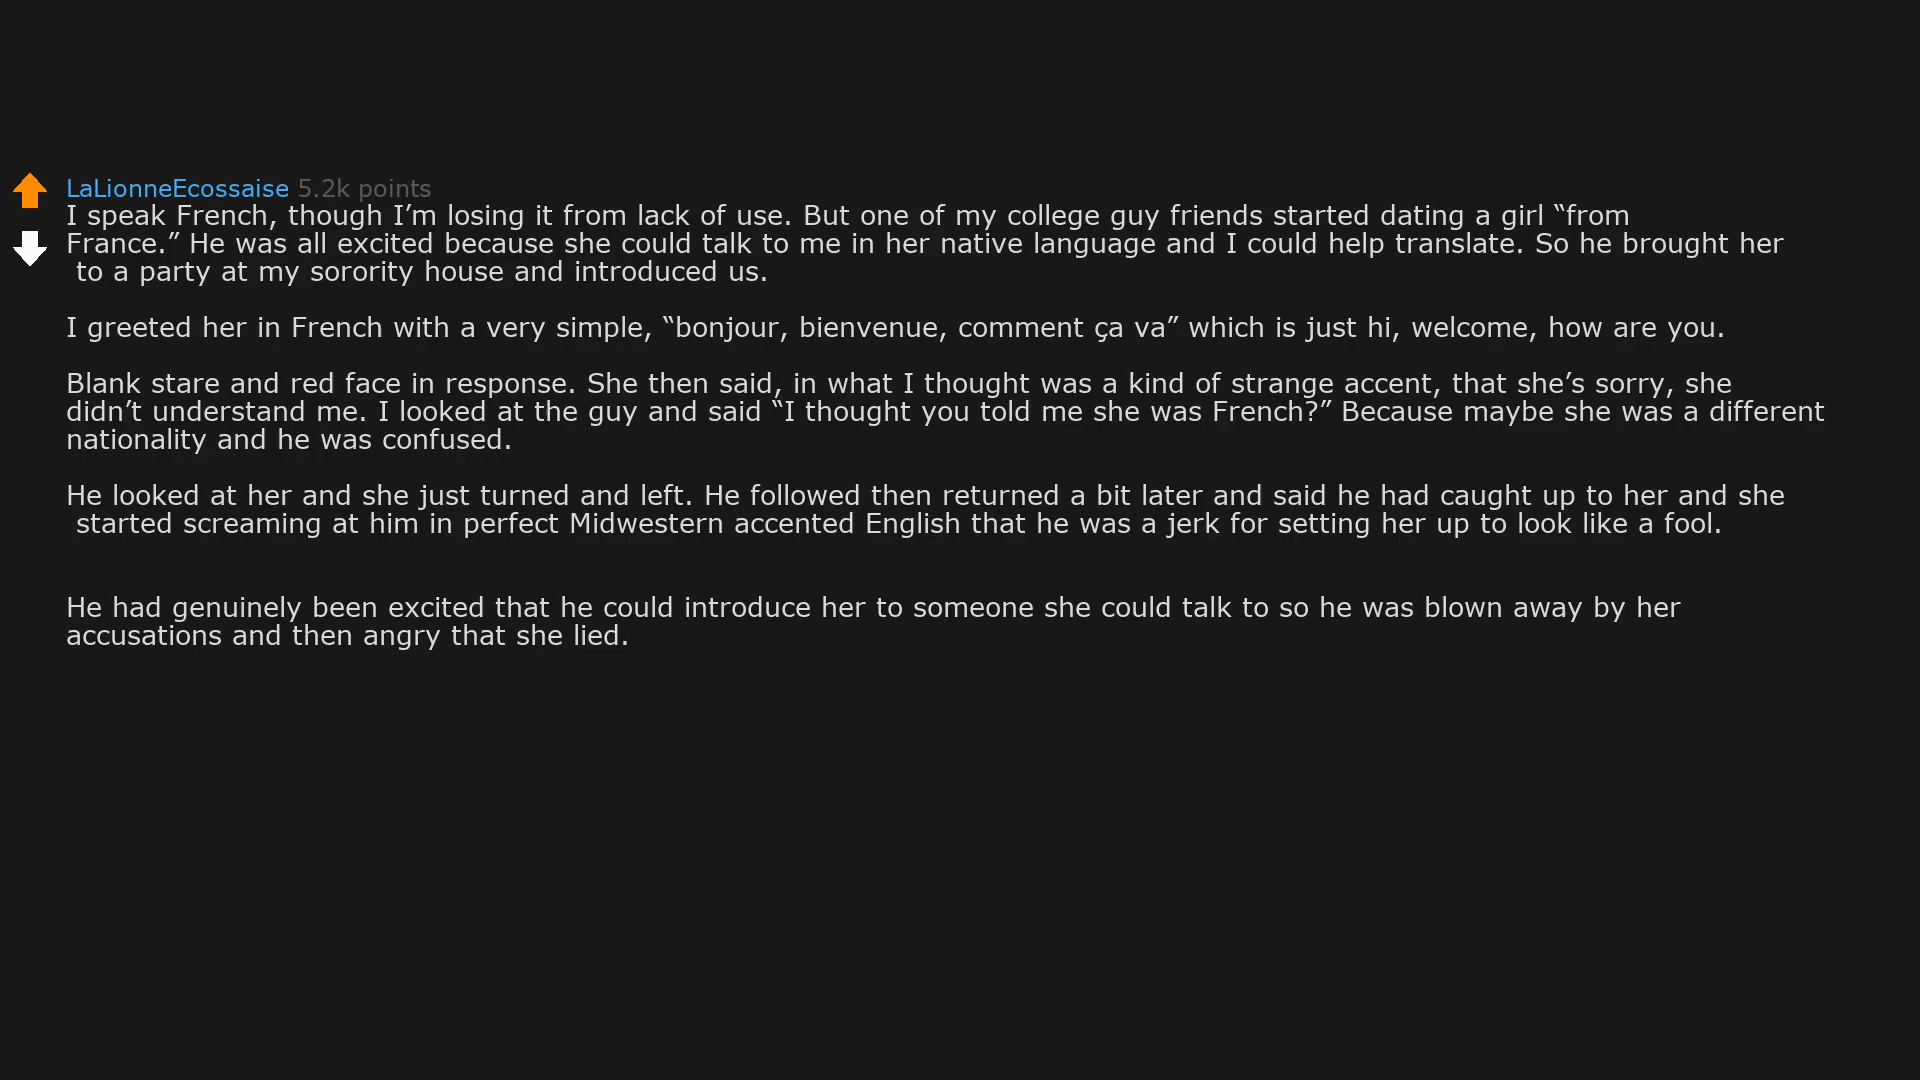 LaLionneEcossaise 5.2k points
I speak French, though I’m losing it from lack of use. But one of my college guy friends started dating a girl “from
France.” He was all excited because she could talk to me in her native language and I could help translate. So he brought her
to a party at my sorority house and introduced us.
I greeted her in French with a very simple, “bonjour, bienvenue, comment ça va” which is just hi, welcome, how are you.
Blank stare and red face in response. She then said, in what I thought was a kind of strange accent, that she’s sorry, she
didn’t understand me. I looked at the guy and said “I thought you told me she was French?” Because maybe she was a different
nationality and he was confused.
He looked at her and she just turned and left. He followed then returned a bit later and said he had caught up to her and she
started screaming at him in perfect Midwestern accented English that he was a jerk for setting her up to look like a fool.
He had genuinely been excited that he could introduce her to someone she could talk to so he was blown away by her
accusations and then angry that she lied.